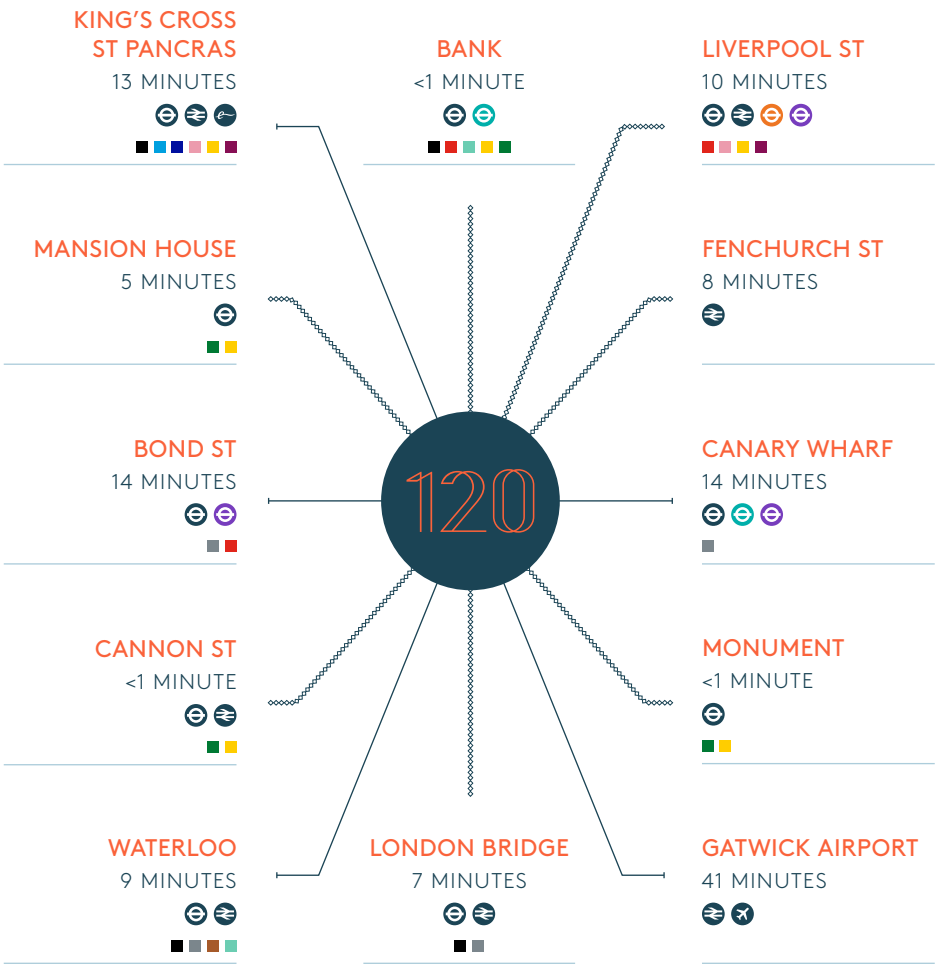 KING'S CROSS
ST PANCRAS
13 MINUTES
BANK
<1 MINUTE
LIVERPOOL ST
10 MINUTES
MANSION HOUSE
5 MINUTES
FENCHURCH ST
8 MINUTES
BOND ST
14 MINUTES
120
CANARY WHARF
14 MINUTES
CANNON ST
<1 MINUTE
MONUMENT
<1 MINUTE
WATERLOO
9 MINUTES
LONDON BRIDGE
7 MINUTES
GATWICK AIRPORT
41 MINUTES